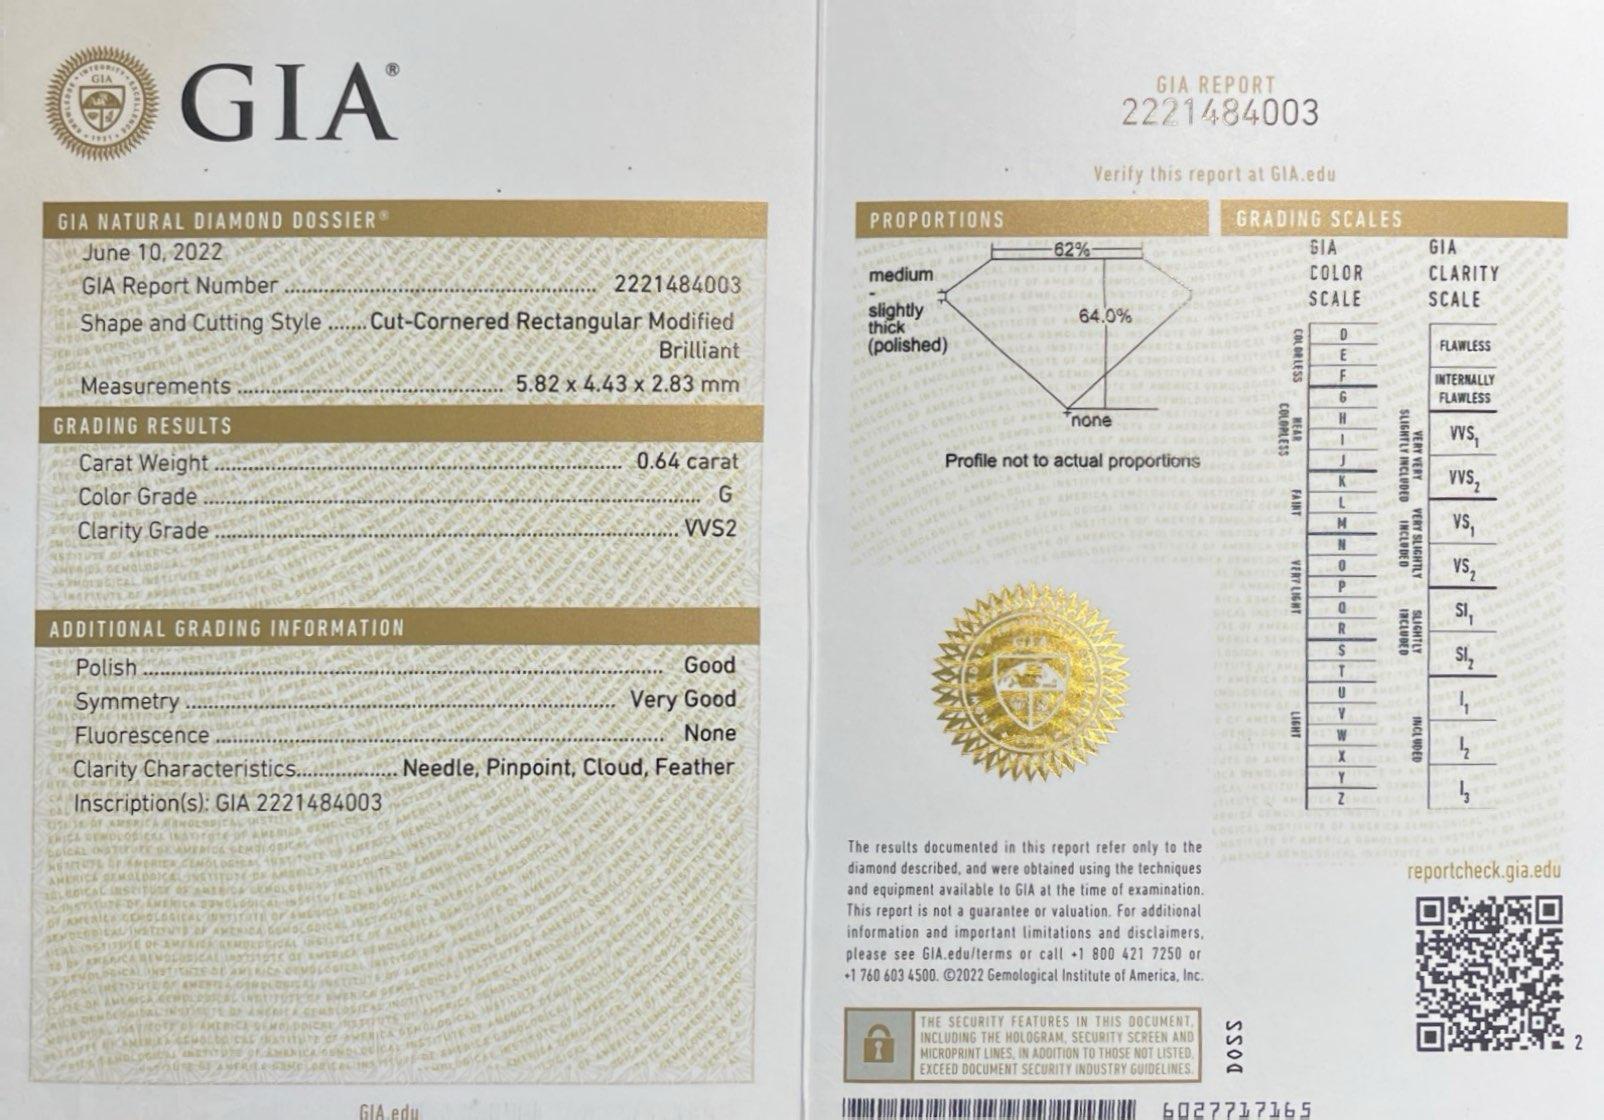 GIA®
GIA NATURAL DIAMOND DOSSIER®
June 10, 2022
GIA Report Number ........ 2221484003
Shape and Cutting Style ....... Cut-Cornered Rectangular Modified
Brilliant
Measurements ........ 5.82 x 4.43 x 2.83 mm
GRADING RESULTS
Carat Weight ........ 0.64 carat
Color Grade ........ G
Clarity Grade ........ VVS2
ADDITIONAL GRADING INFORMATION
Polish ........ Good
Symmetry ........ Very Good
Fluorescence ........ None
Clarity Characteristics........ Needle, Pinpoint, Cloud, Feather
Inscription(s): GIA 2221484003
GIA.edu
GIA REPORT
2221484003
Verify this report at GIA.edu
PROPORTIONS
62%
medium
-
slightly
thick
(polished)
64.0%
none
Profile not to actual proportions
GRADING SCALES
GIA
COLOR
SCALE
COLORLESS
D
E
F
NEAR
COLORLESS
G
H
I
J
FAINT
K
L
M
VERY LIGHT
N
O
P
Q
R
LIGHT
S
T
U
V
W
X
Y
Z
GIA
CLARITY
SCALE
FLAWLESS
INTERNALLY
FLAWLESS
VERY VERY
SLIGHTLY INCLUDED
VVS1
VVS2
VERY SLIGHTLY
INCLUDED
VS1
VS2
SLIGHTLY
INCLUDED
SI1
SI2
INCLUDED
I1
I2
I3
The results documented in this report refer only to the
diamond described, and were obtained using the techniques
and equipment available to GIA at the time of examination.
This report is not a guarantee or valuation. For additional
information and important limitations and disclaimers,
please see GIA.edu/terms or call +1 800 421 7250 or
+1 760 603 4500. ©2022 Gemological Institute of America, Inc.
THE SECURITY FEATURES IN THIS DOCUMENT,
INCLUDING THE HOLOGRAM, SECURITY SCREEN AND
MICROPRINT LINES, IN ADDITION TO THOSE NOT LISTED,
EXCEED DOCUMENT SECURITY INDUSTRY GUIDELINES.
DOS2
reportcheck.gia.edu
2
6027717165